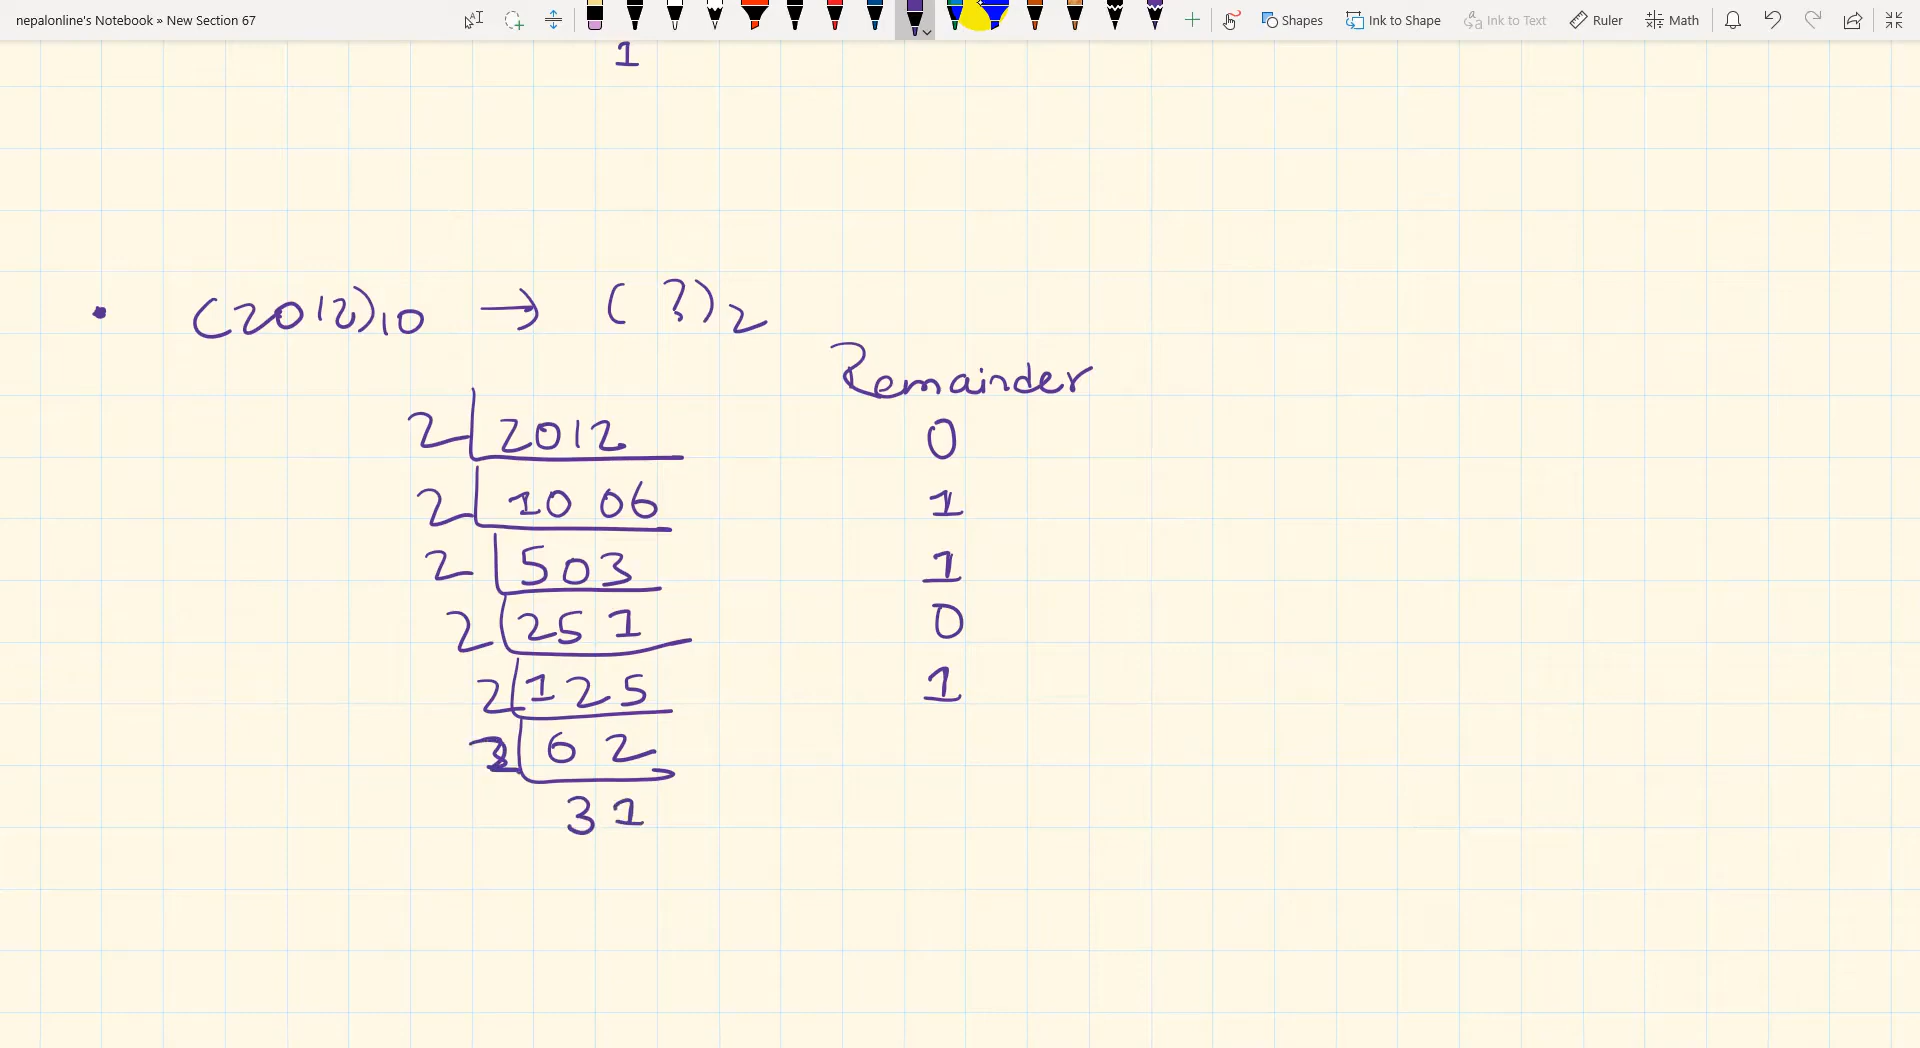 nepalonline's Notebook » New Section 67
Shapes Ink to Shape Ink to Text Ruler Math
1
• (2012)10 → ( ?)2
Remainder
2 2012 0
2 1006 1
2 503 1
2 251 0
2 125 1
2 62
31